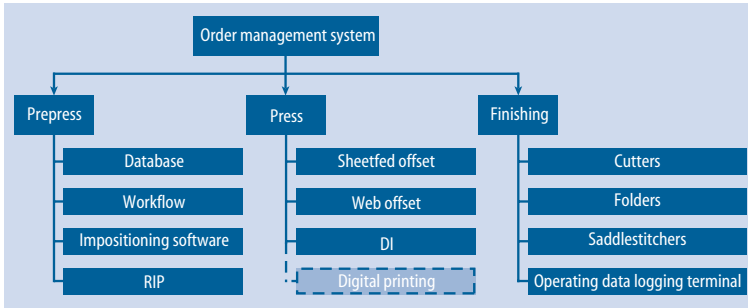 Order management system
Prepress
Press
Finishing
Database
Sheetfed offset
Cutters
Workflow
Web offset
Folders
Impositioning software
DI
Saddlestitchers
RIP
Digital printing
Operating data logging terminal